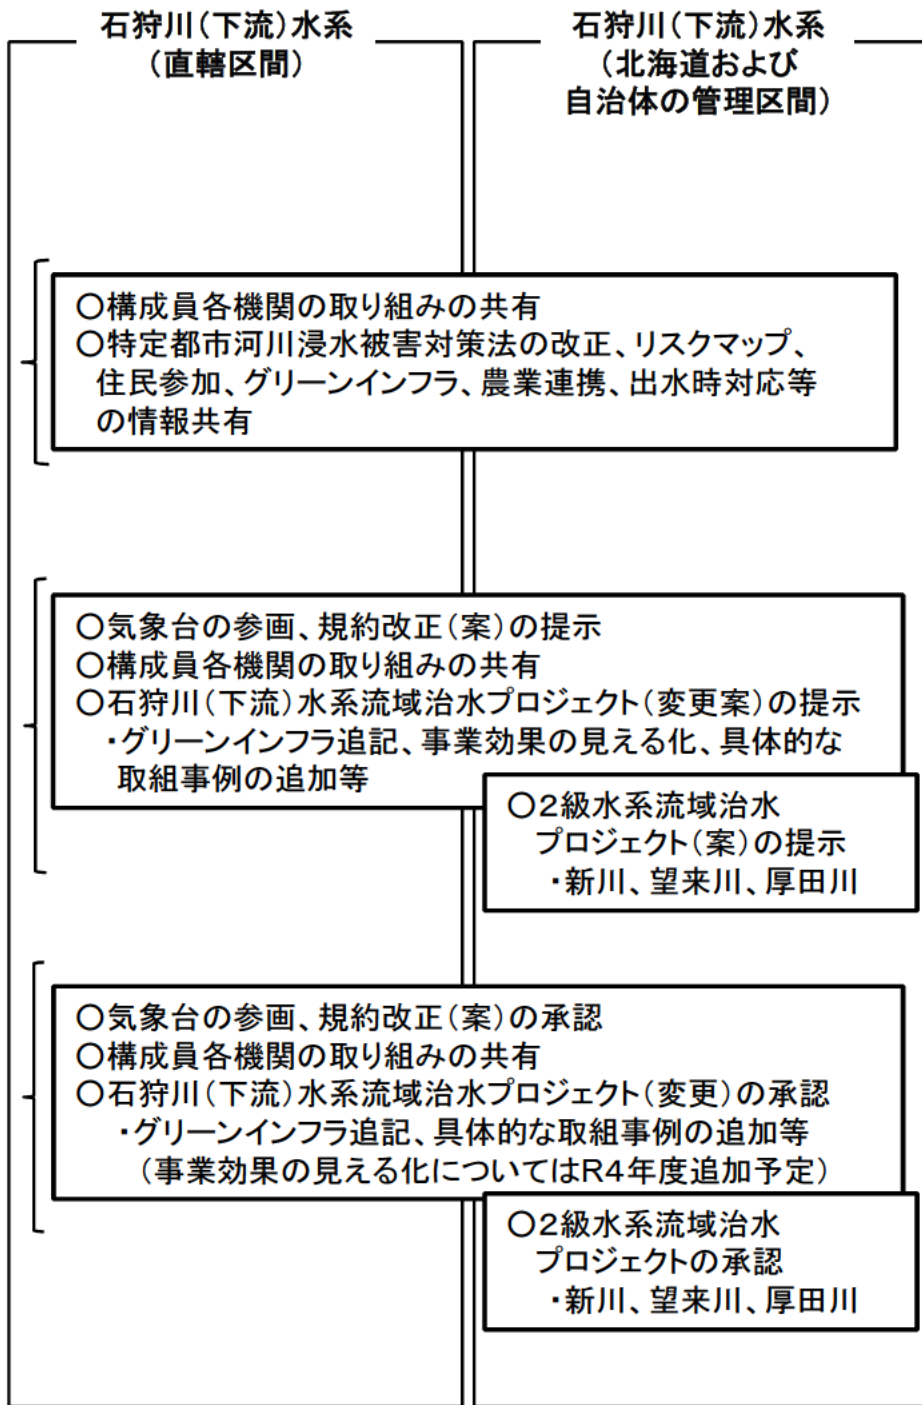 石狩川(下流)水系
(直轄区間)
石狩川(下流)水系
(北海道および
自治体の管理区間)
〇構成員各機関の取り組みの共有
〇特定都市河川浸水被害対策法の改正、リスクマップ、
住民参加、グリーンインフラ、農業連携、出水時対応等
の情報共有
〇気象台の参画、規約改正(案)の提示
〇構成員各機関の取り組みの共有
〇石狩川(下流)水系流域治水プロジェクト(変更案)の提示
・グリーンインフラ追記、事業効果の見える化、具体的な
取組事例の追加等
〇2級水系流域治水
プロジェクト(案)の提示
・新川、望来川、厚田川
〇気象台の参画、規約改正(案)の承認
〇構成員各機関の取り組みの共有
〇石狩川(下流)水系流域治水プロジェクト(変更)の承認
・グリーンインフラ追記、具体的な取組事例の追加等
(事業効果の見える化についてはR4年度追加予定)
〇2級水系流域治水
プロジェクトの承認
・新川、望来川、厚田川